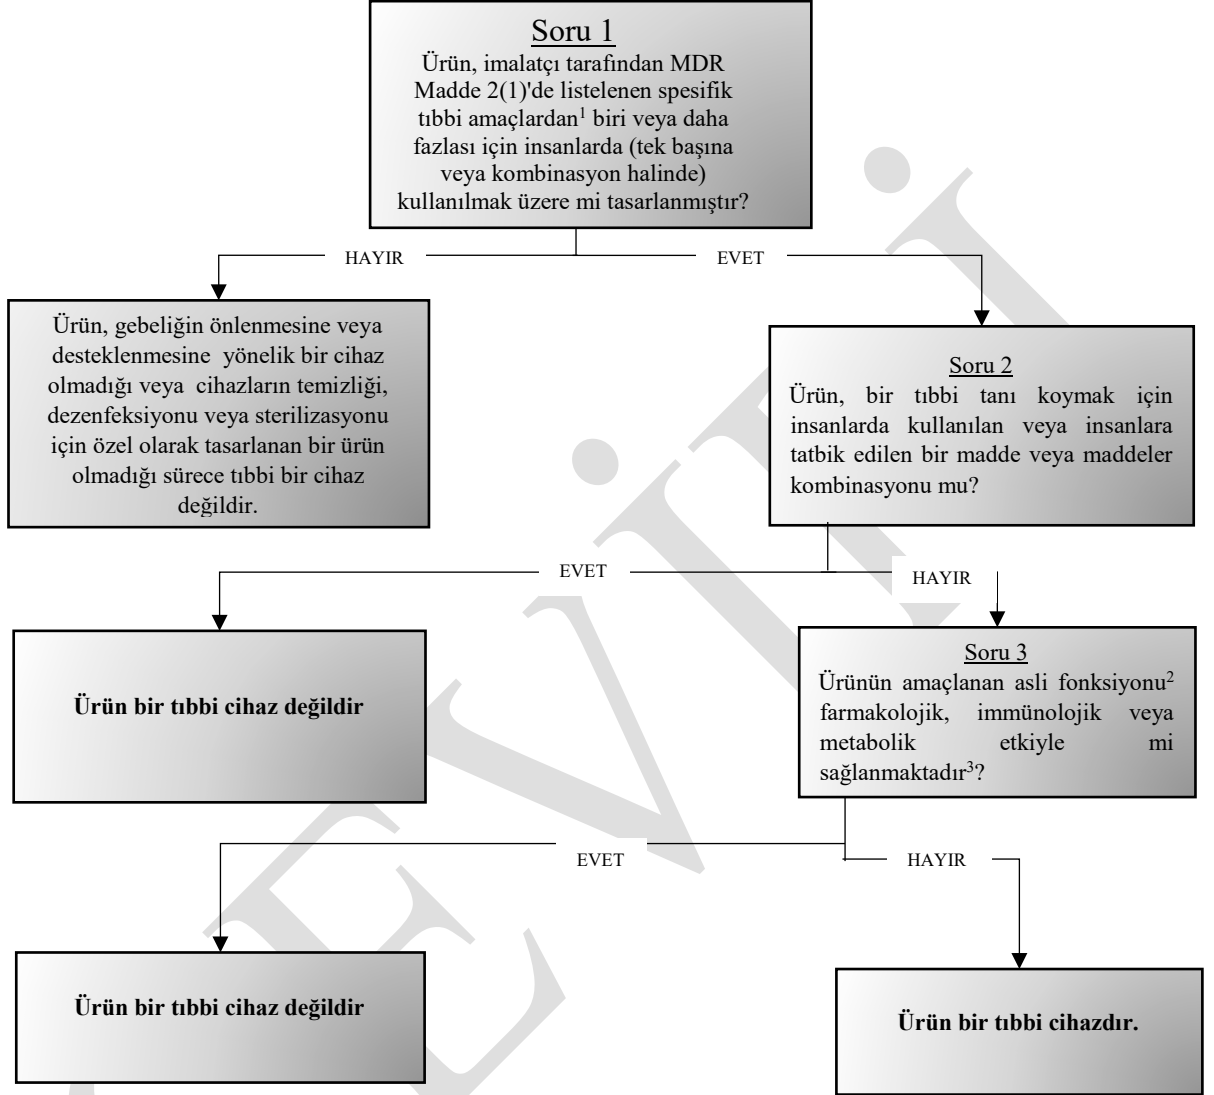 Soru 1
Ürün, imalatçı tarafından MDR
Madde 2(1)'de listelenen spesifik
tıbbi amaçlardan¹ biri veya daha
fazlası için insanlarda (tek başına
veya kombinasyon halinde)
kullanılmak üzere mi tasarlanmıştır?
HAYIR
EVET
Ürün, gebeliğin önlenmesine veya
desteklenmesine yönelik bir cihaz
olmadığı veya cihazların temizliği,
dezenfeksiyonu veya sterilizasyonu
için özel olarak tasarlanan bir ürün
olmadığı sürece tıbbi bir cihaz
değildir.
Soru 2
Ürün, bir tıbbi tanı koymak için
insanlarda kullanılan veya insanlara
tatbik edilen bir madde veya maddeler
kombinasyonu mu?
EVET
HAYIR
Ürün bir tıbbi cihaz değildir
Soru 3
Ürünün amaçlanan asli fonksiyonu²
farmakolojik, immünolojik veya
metabolik etkiyle mi
sağlanmaktadır³?
EVET
HAYIR
Ürün bir tıbbi cihaz değildir
Ürün bir tıbbi cihazdır.